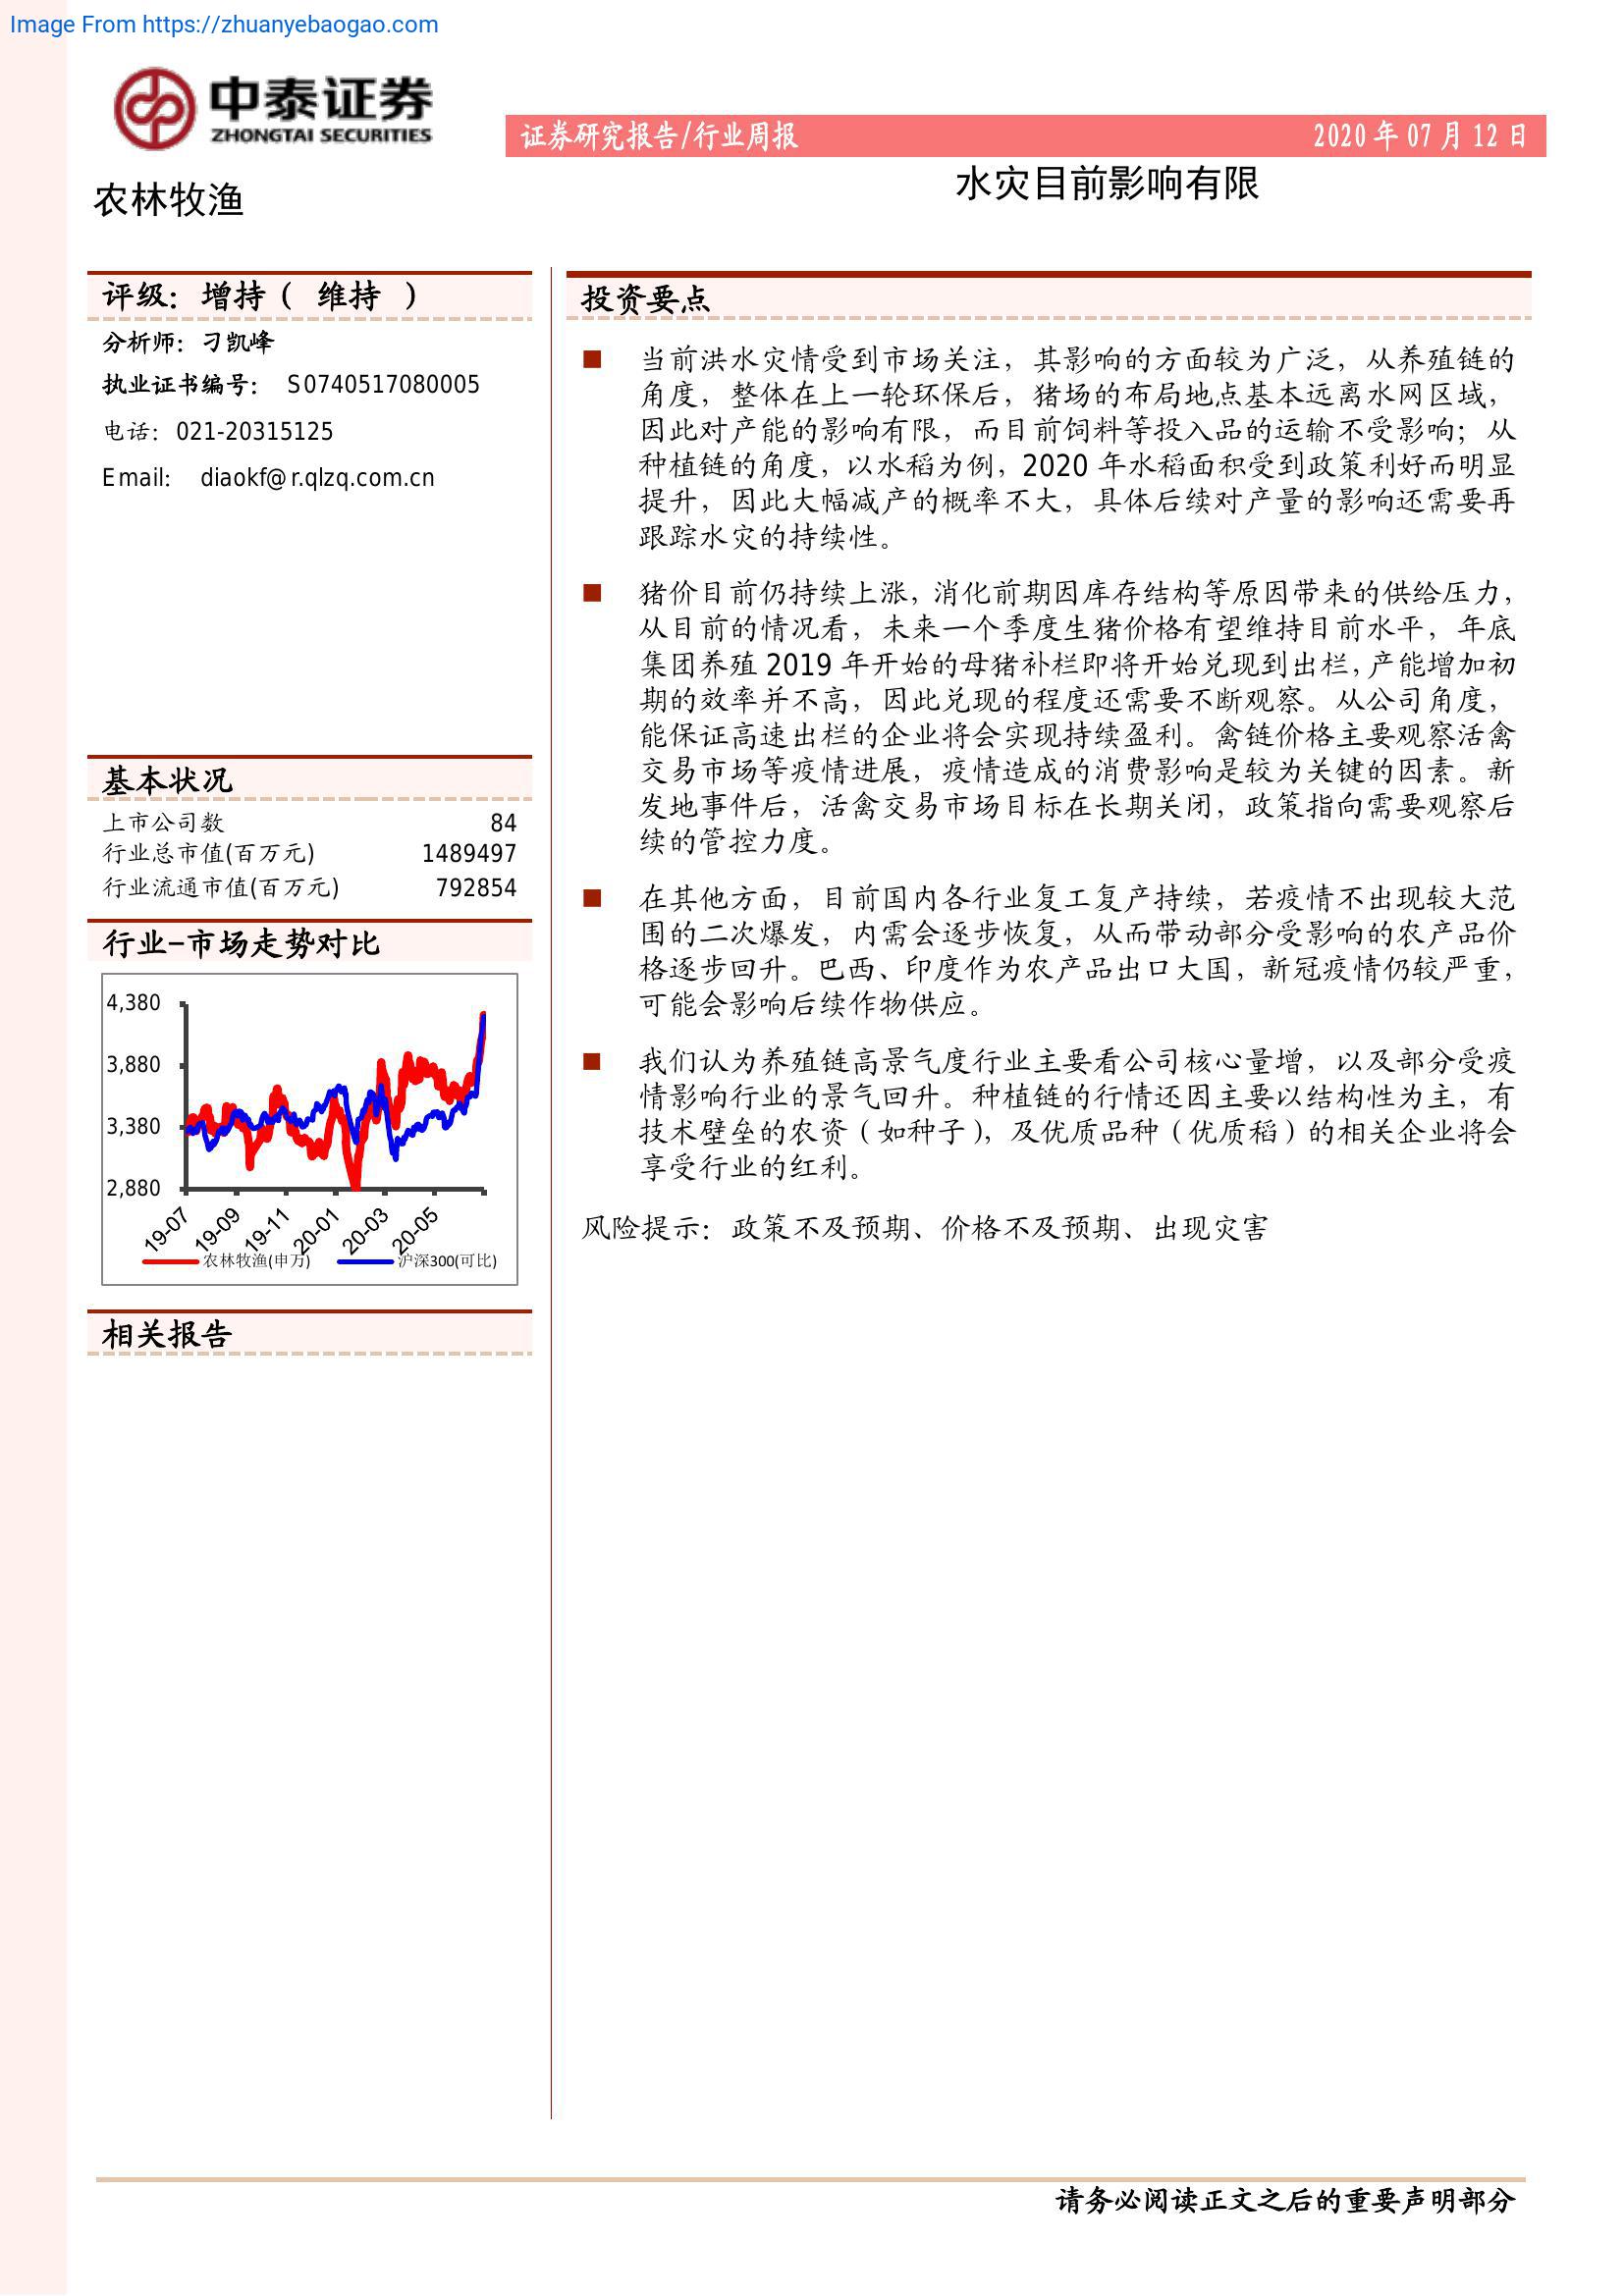 Image From https://zhuanyebaogao.com
中泰证券
ZHONGTAI SECURITIES
证券研究报告/行业周报
2020 年 07 月 12 日
农林牧渔
水灾目前影响有限
评级：增持（ 维持 ）
分析师：刁凯峰
执业证书编号： S0740517080005
电话：021-20315125
Email: diaokf@r.qlzq.com.cn
基本状况
上市公司数 84
行业总市值(百万元) 1489497
行业流通市值(百万元) 792854
行业-市场走势对比
4,380
3,880
3,380
2,880
19-07 19-09 19-11 20-01 20-03 20-05
农林牧渔(申万) 沪深300(可比)
相关报告
投资要点
■ 当前洪水灾情受到市场关注，其影响的方面较为广泛，从养殖链的
角度，整体在上一轮环保后，猪场的布局地点基本远离水网区域，
因此对产能的影响有限，而目前饲料等投入品的运输不受影响；从
种植链的角度，以水稻为例，2020 年水稻面积受到政策利好而明显
提升，因此大幅减产的概率不大，具体后续对产量的影响还需要再
跟踪水灾的持续性。
■ 猪价目前仍持续上涨，消化前期因库存结构等原因带来的供给压力，
从目前的情况看，未来一个季度生猪价格有望维持目前水平，年底
集团养殖 2019 年开始的母猪补栏即将开始兑现到出栏，产能增加初
期的效率并不高，因此兑现的程度还需要不断观察。从公司角度，
能保证高速出栏的企业将会实现持续盈利。禽链价格主要观察活禽
交易市场等疫情进展，疫情造成的消费影响是较为关键的因素。新
发地事件后，活禽交易市场目标在长期关闭，政策指向需要观察后
续的管控力度。
■ 在其他方面，目前国内各行业复工复产持续，若疫情不出现较大范
围的二次爆发，内需会逐步恢复，从而带动部分受影响的农产品价
格逐步回升。巴西、印度作为农产品出口大国，新冠疫情仍较严重，
可能会影响后续作物供应。
■ 我们认为养殖链高景气度行业主要看公司核心量增，以及部分受疫
情影响行业的景气回升。种植链的行情还因主要以结构性为主，有
技术壁垒的农资（如种子），及优质品种（优质稻）的相关企业将会
享受行业的红利。
风险提示：政策不及预期、价格不及预期、出现灾害
请务必阅读正文之后的重要声明部分